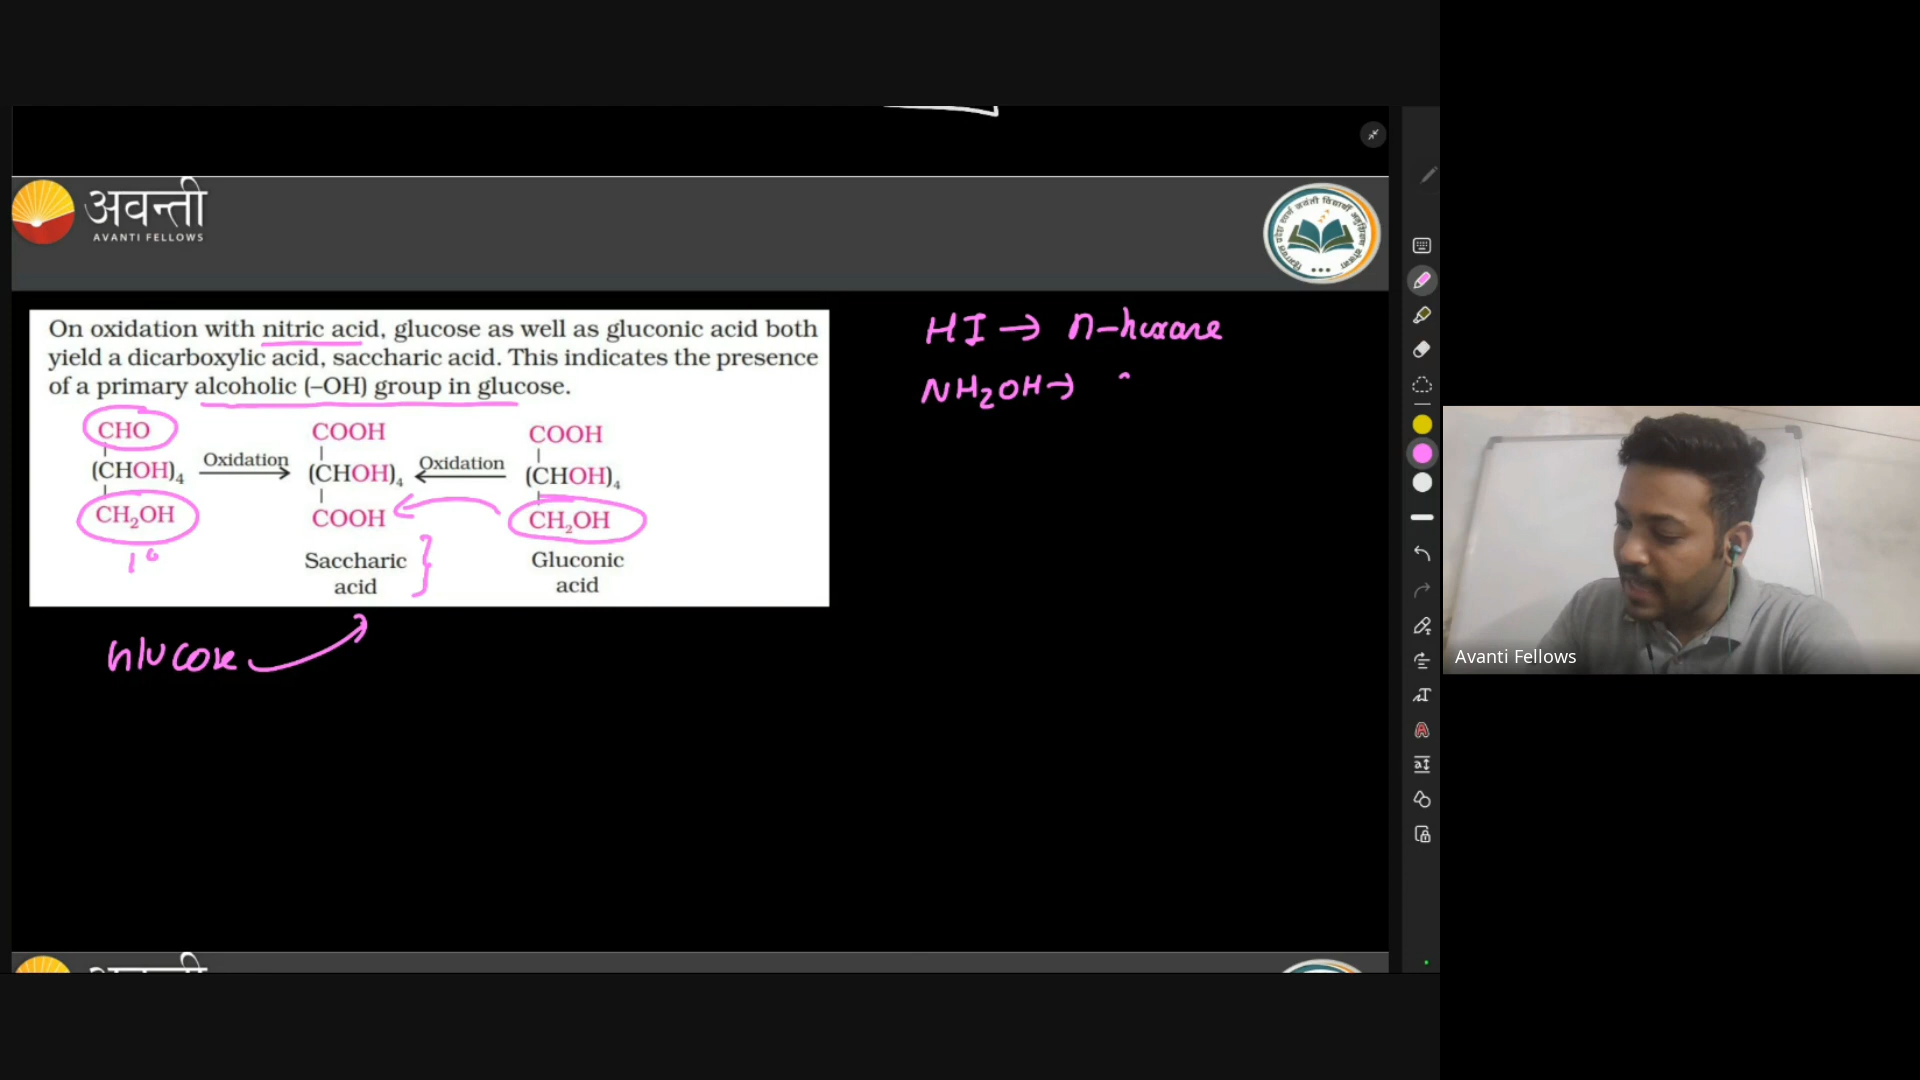 अवन्ती
AVANTI FELLOWS
On oxidation with nitric acid, glucose as well as gluconic acid both
yield a dicarboxylic acid, saccharic acid. This indicates the presence
of a primary alcoholic (–OH) group in glucose.
CHO
(CHOH)₄
CH₂OH
1°
Oxidation
COOH
(CHOH)₄
COOH
Saccharic
acid
Oxidation
COOH
(CHOH)₄
CH₂OH
Gluconic
acid
Glucose
HI → n-hexane
NH₂OH →
Avanti Fellows